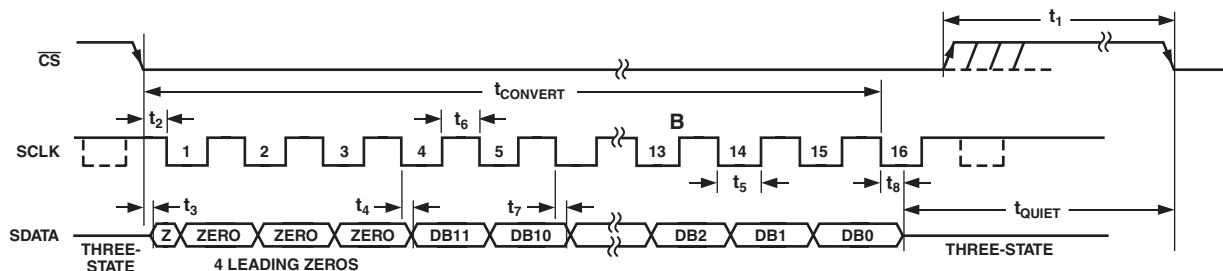 t1
CS
tCONVERT
t2
t6
B
SCLK
1 2 3 4 5 13 14 15 16
t3
t4
t7
t5
t8
tQUIET
SDATA
Z ZERO ZERO ZERO DB11 DB10 DB2 DB1 DB0
THREE-
STATE
4 LEADING ZEROS
THREE-STATE